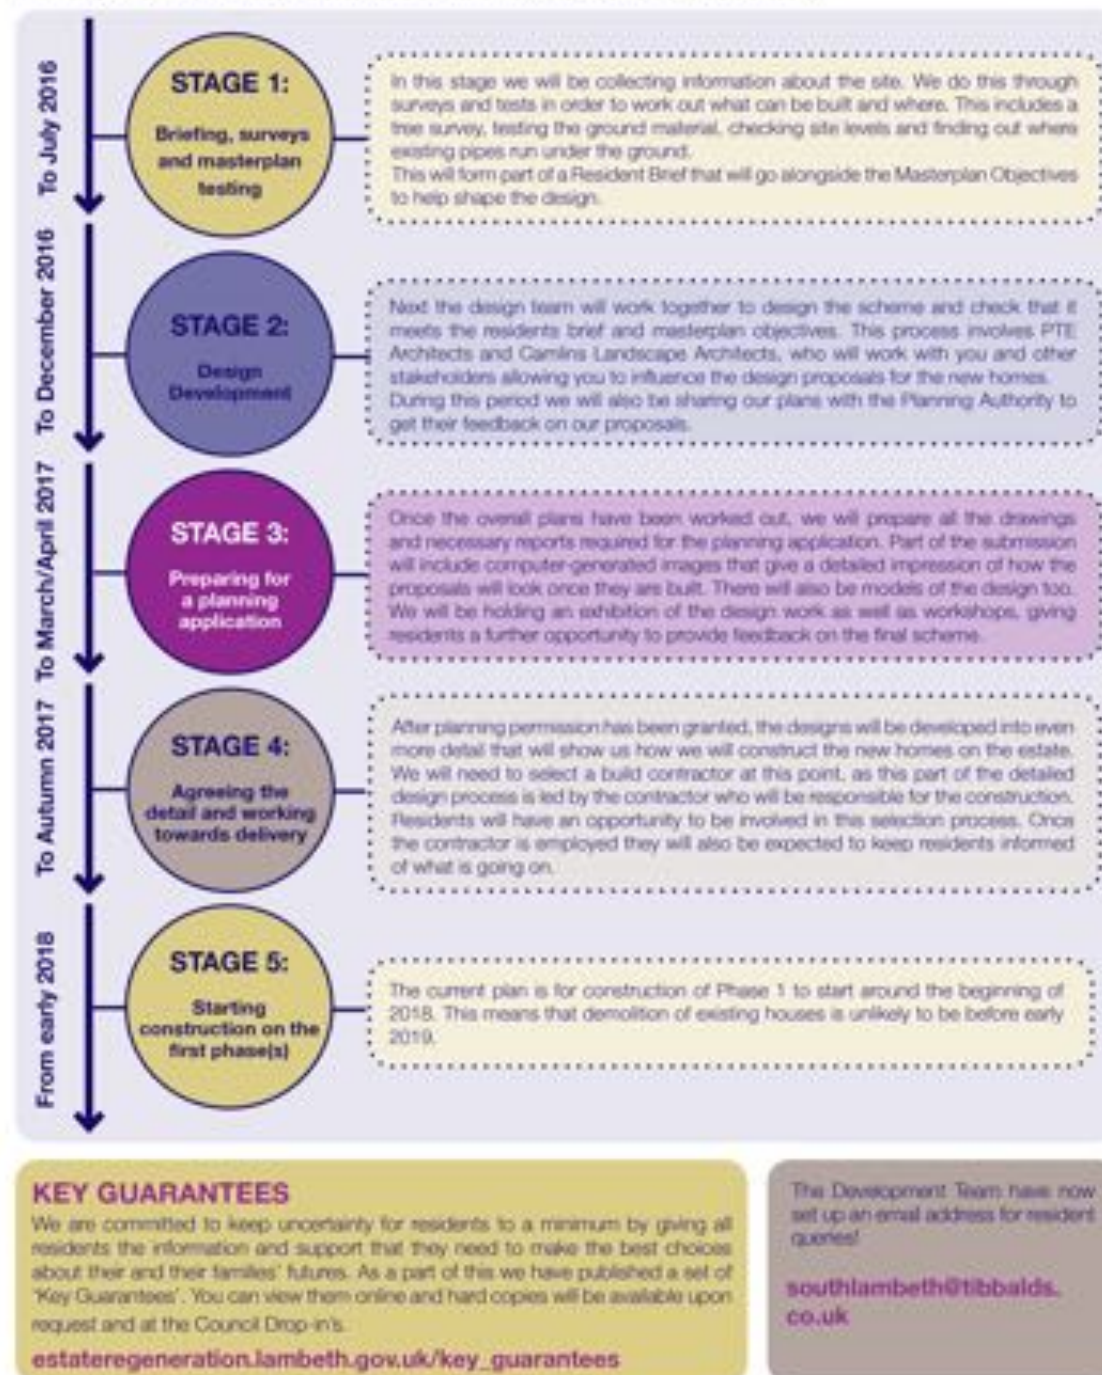 To July 2016
STAGE 1:
Briefing, surveys
and masterplan
testing
In this stage we will be collecting information about the site. We do this through
surveys and tests in order to work out what can be built and where. This includes a
tree survey, testing the ground material, checking site levels and finding out where
existing pipes run under the ground.
This will form part of a Resident Brief that will go alongside the Masterplan Objectives
to help shape the design.
To December 2016
STAGE 2:
Design
Development
Next the design team will work together to design the scheme and check that it
meets the residents brief and masterplan objectives. This process involves PTE
Architects and Camlins Landscape Architects, who will work with you and other
stakeholders allowing you to influence the design proposals for the new homes.
During this period we will also be sharing our plans with the Planning Authority to
get their feedback on our proposals.
To March/April 2017
STAGE 3:
Preparing for
a planning
application
Once the overall plans have been worked out, we will prepare all the drawings
and necessary reports required for the planning application. Part of the submission
will include computer-generated images that give a detailed impression of how the
proposals will look once they are built. There will also be models of the design too.
We will be holding an exhibition of the design work as well as workshops, giving
residents a further opportunity to provide feedback on the final scheme.
To Autumn 2017
STAGE 4:
Agreeing the
detail and working
towards delivery
After planning permission has been granted, the designs will be developed into even
more detail that will show us how we will construct the new homes on the estate.
We will need to select a build contractor at this point, as this part of the detailed
design process is led by the contractor who will be responsible for the construction.
Residents will have an opportunity to be involved in this selection process. Once
the contractor is employed they will also be expected to keep residents informed
of what is going on.
From early 2018
STAGE 5:
Starting
construction on the
first phase(s)
The current plan is for construction of Phase 1 to start around the beginning of
2018. This means that demolition of existing houses is unlikely to be before early
2019.
KEY GUARANTEES
We are committed to keep uncertainty for residents to a minimum by giving all
residents the information and support that they need to make the best choices
about their and their families' futures. As a part of this we have published a set of
'Key Guarantees'. You can view them online and hard copies will be available upon
request and at the Council Drop-in's.
estateregeneration.lambeth.gov.uk/key_guarantees
The Development Team have now
set up an email address for resident
queries!
southlambeth@tibbalds.
co.uk